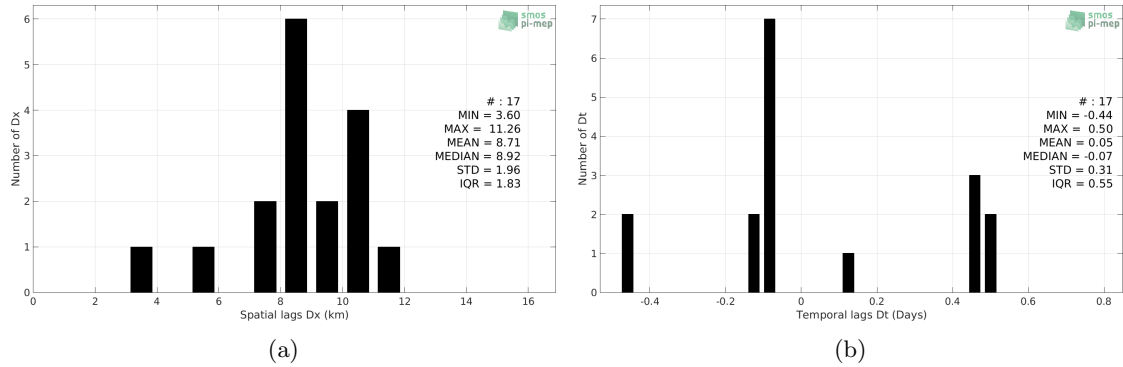 6
5
4
3
2
1
0
Number of Dx
0 2 4 6 8 10 12 14 16
Spatial lags Dx (km)
smos
pi-mep
# : 17
MIN = 3.60
MAX = 11.26
MEAN = 8.71
MEDIAN = 8.92
STD = 1.96
IQR = 1.83
(a)
7
6
5
4
3
2
1
0
Number of Dt
-0.4 -0.2 0 0.2 0.4 0.6 0.8
Temporal lags Dt (Days)
smos
pi-mep
# : 17
MIN = -0.44
MAX = 0.50
MEAN = 0.05
MEDIAN = -0.07
STD = 0.31
IQR = 0.55
(b)